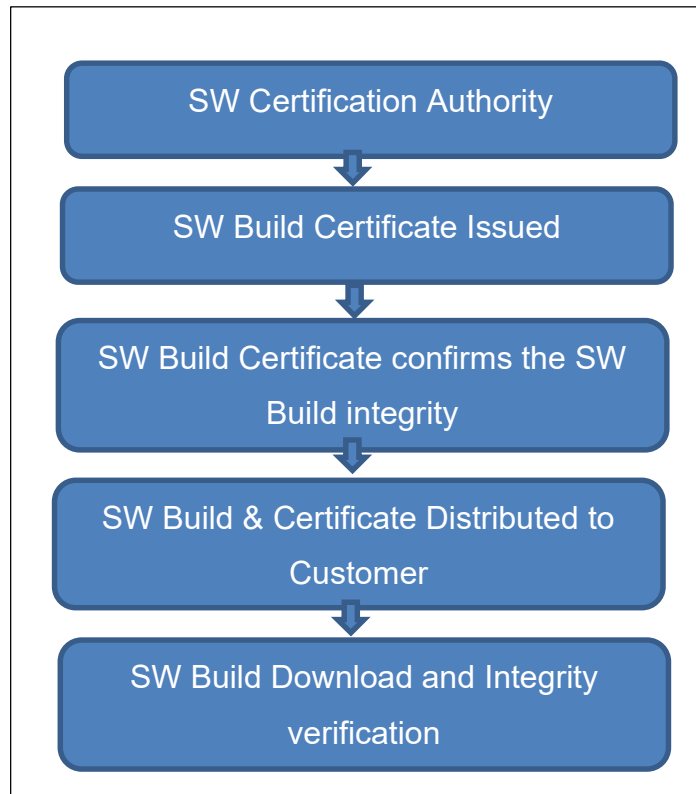 SW Certification Authority
SW Build Certificate Issued
SW Build Certificate confirms the SW
Build integrity
SW Build & Certificate Distributed to
Customer
SW Build Download and Integrity
verification